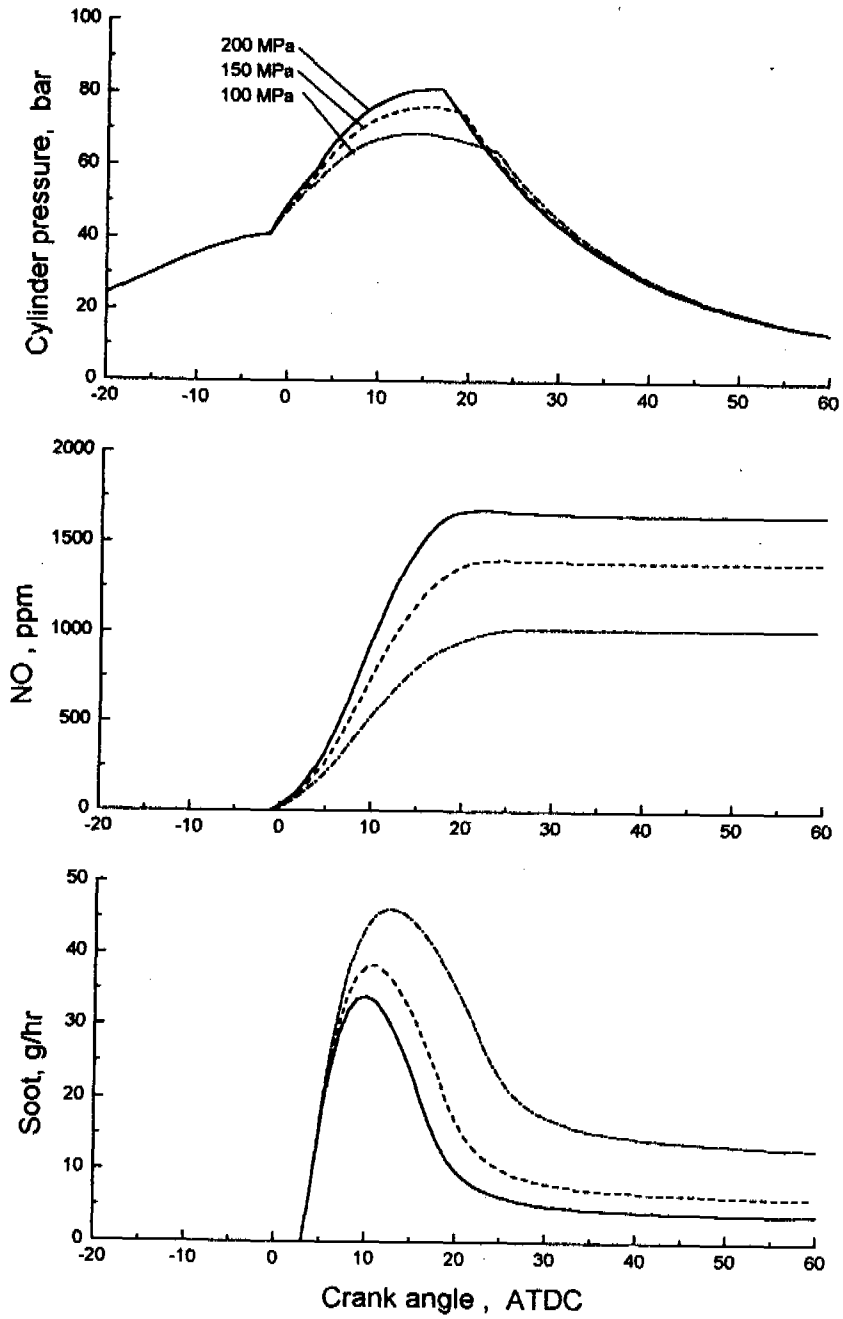 100
200 MPa
150 MPa
80
100 MPa
60
40
20
0
-20 -10 0 10 20 30 40 50 60
Cylinder pressure, bar
2000
1500
1000
500
0
-20 -10 0 10 20 30 40 50 60
NO , ppm
50
40
30
20
10
0
-20 -10 0 10 20 30 40 50 60
Soot, g/hr
Crank angle , ATDC